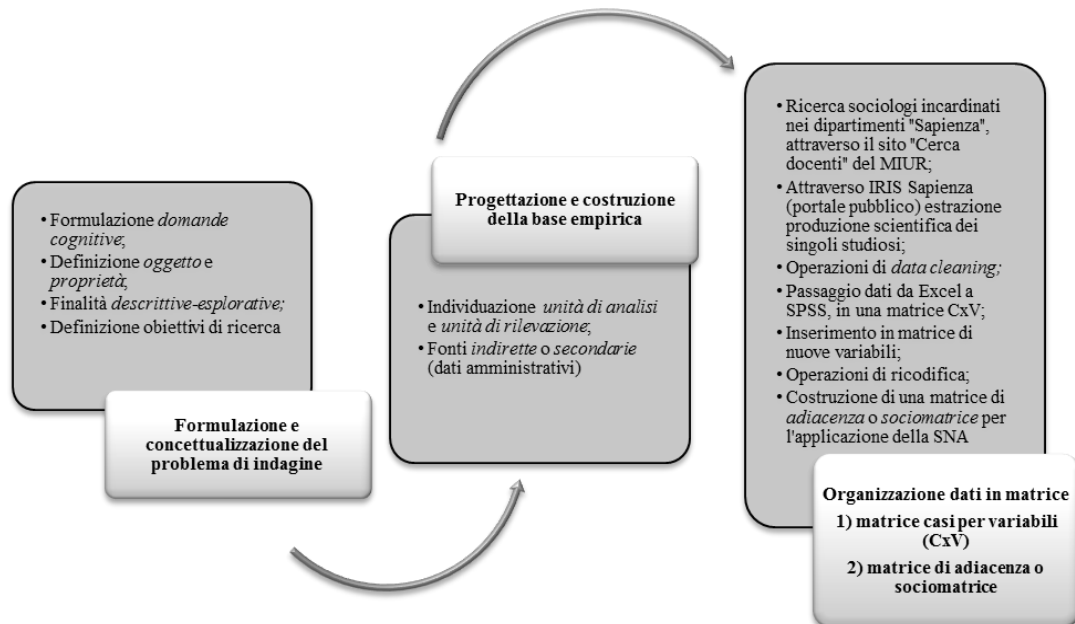 • Formulazione domande
cognitive;
• Definizione oggetto e
proprietà;
• Finalità descrittive-esplorative;
• Definizione obiettivi di ricerca
Formulazione e
concettualizzazione del
problema di indagine
Progettazione e costruzione
della base empirica
• Individuazione unità di analisi
e unità di rilevazione;
• Fonti indirette o secondarie
(dati amministrativi)
• Ricerca sociologi incardinati
nei dipartimenti "Sapienza",
attraverso il sito "Cerca
docenti" del MIUR;
• Attraverso IRIS Sapienza
(portale pubblico) estrazione
produzione scientifica dei
singoli studiosi;
• Operazioni di data cleaning;
• Passaggio dati da Excel a
SPSS, in una matrice CxV;
• Inserimento in matrice di
nuove variabili;
• Operazioni di ricodifica;
• Costruzione di una matrice di
adiacenza o sociomatrice per
l'applicazione della SNA
Organizzazione dati in matrice
1) matrice casi per variabili
(CxV)
2) matrice di adiacenza o
sociomatrice